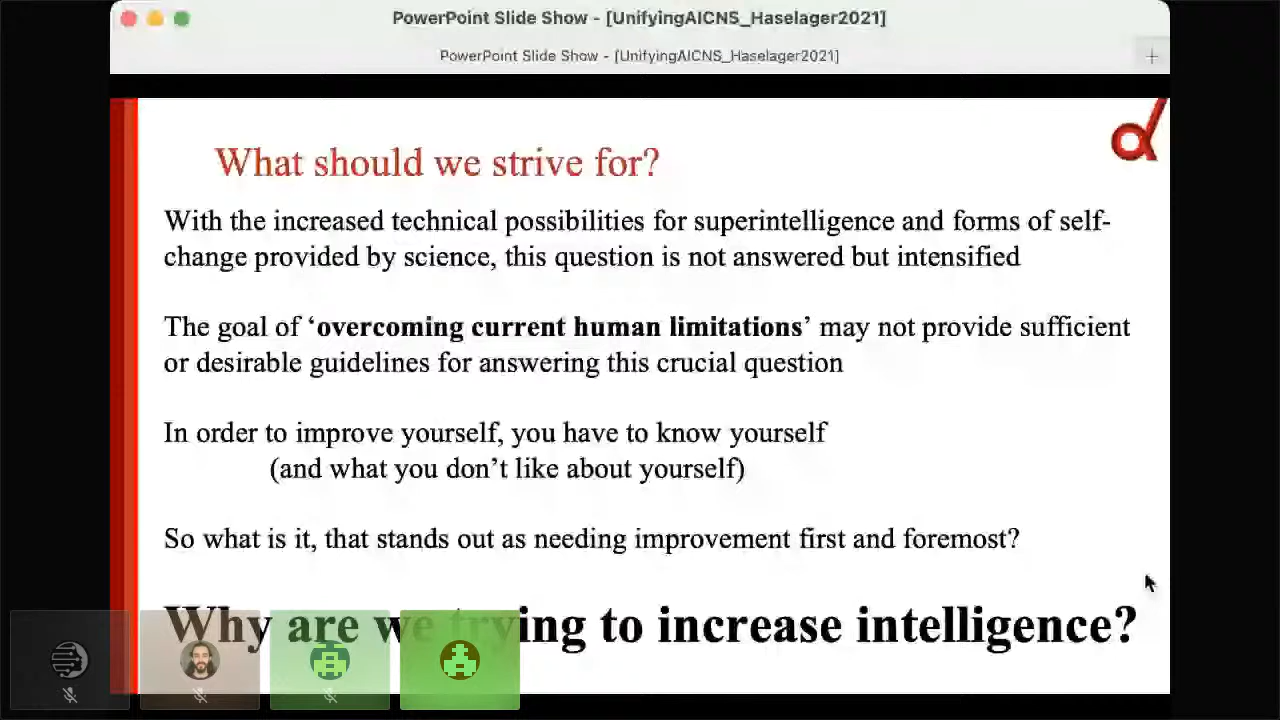 PowerPoint Slide Show - [UnifyingAICNS_Haselager2021]
PowerPoint Slide Show - [UnifyingAICNS_Haselager2021]
What should we strive for?
With the increased technical possibilities for superintelligence and forms of self-
change provided by science, this question is not answered but intensified
The goal of ‘overcoming current human limitations’ may not provide sufficient
or desirable guidelines for answering this crucial question
In order to improve yourself, you have to know yourself
(and what you don’t like about yourself)
So what is it, that stands out as needing improvement first and foremost?
Why are we trying to increase intelligence?